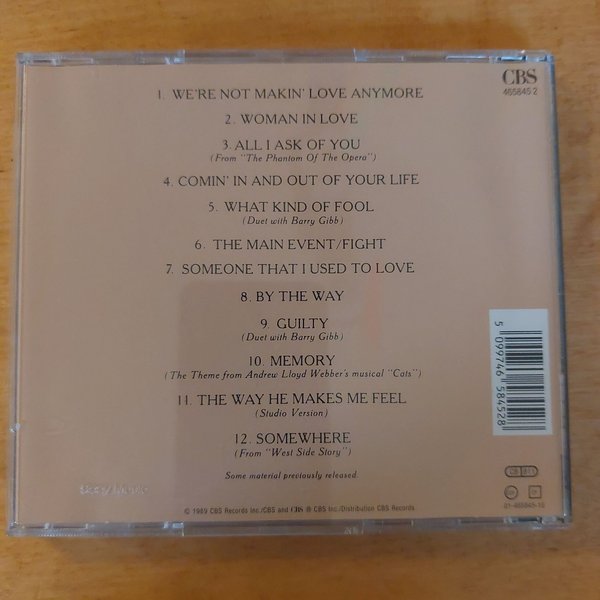 CBS
465845 2
1. WE'RE NOT MAKIN' LOVE ANYMORE
2. WOMAN IN LOVE
3. ALL I ASK OF YOU
(From "The Phantom Of The Opera")
4. COMIN' IN AND OUT OF YOUR LIFE
5. WHAT KIND OF FOOL
(Duet with Barry Gibb)
6. THE MAIN EVENT/FIGHT
7. SOMEONE THAT I USED TO LOVE
8. BY THE WAY
9. GUILTY
(Duet with Barry Gibb)
10. MEMORY
(The Theme from Andrew Lloyd Webber's musical "Cats")
11. THE WAY HE MAKES ME FEEL
(Studio Version)
12. SOMEWHERE
(From "West Side Story")
Some material previously released.
5 099746 584528
© 1989 CBS Records Inc./CBS and CBS ® CBS Inc./Distribution CBS Records
01-465845-10